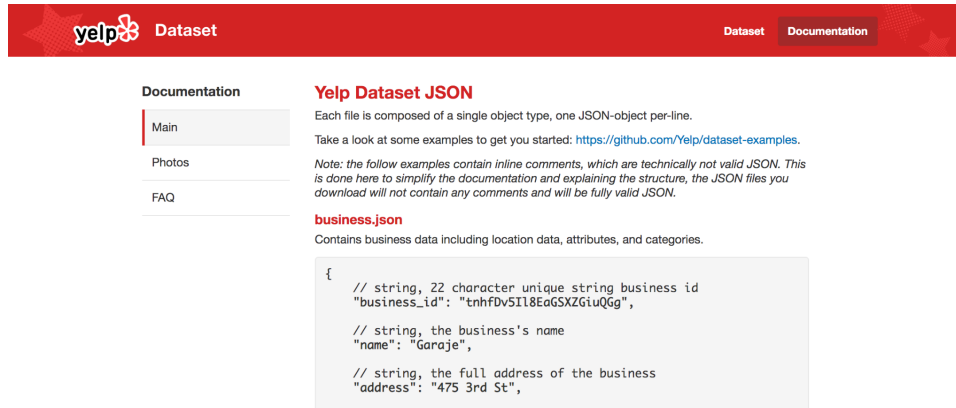 yelp Dataset
Dataset
Documentation
Documentation
Main
Photos
FAQ
Yelp Dataset JSON
Each file is composed of a single object type, one JSON-object per-line.
Take a look at some examples to get you started: https://github.com/Yelp/dataset-examples.
Note: the follow examples contain inline comments, which are technically not valid JSON. This
is done here to simplify the documentation and explaining the structure, the JSON files you
download will not contain any comments and will be fully valid JSON.
business.json
Contains business data including location data, attributes, and categories.
{
// string, 22 character unique string business id
"business_id": "tnhfDv5Il8EaGSXZGiuQGg",
// string, the business's name
"name": "Garaje",
// string, the full address of the business
"address": "475 3rd St",